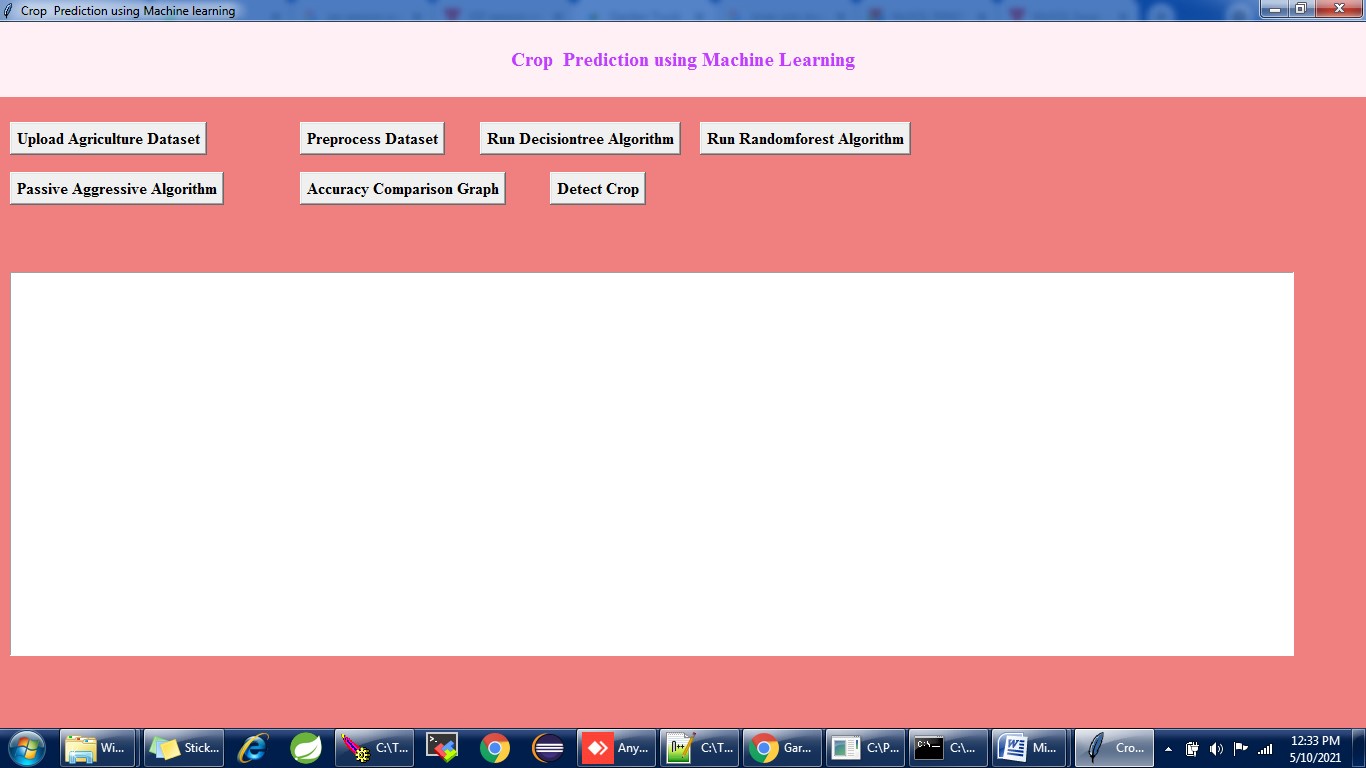 Crop  Prediction using Machine learning
Crop  Prediction using Machine Learning
Upload Agriculture Dataset
Preprocess Dataset
Run Decisiontree Algorithm
Run Randomforest Algorithm
Passive Aggressive Algorithm
Accuracy Comparison Graph
Detect Crop
Wi...
Stick...
C:\T...
Any...
C:\T...
Gar...
C:\P...
C:\...
Mi...
Cro...
12:33 PM
5/10/2021